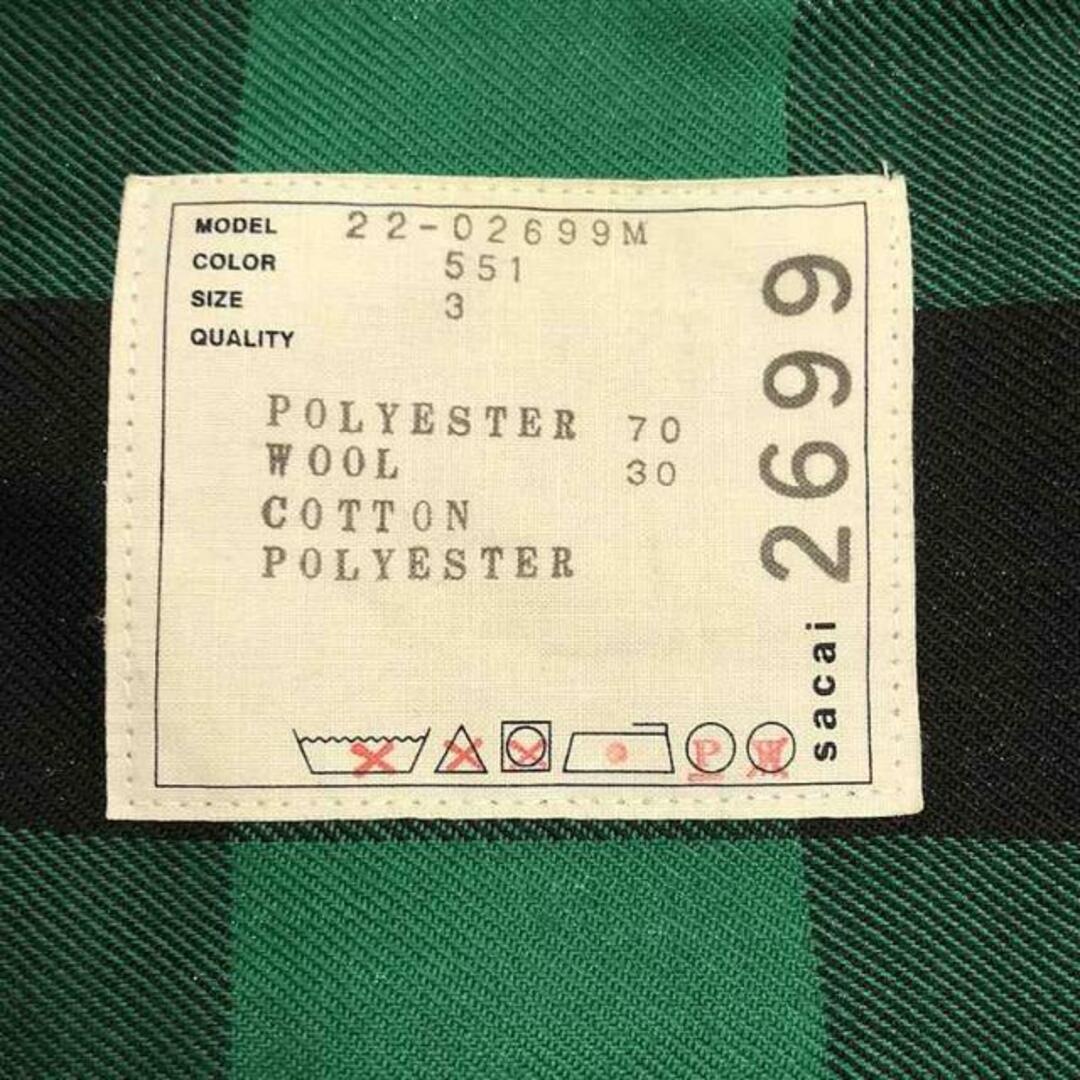 MODEL 22-02699M
COLOR 551
SIZE 3
QUALITY
POLYESTER 70
WOOL 30
COTTON
POLYESTER
P W
sacai 2699